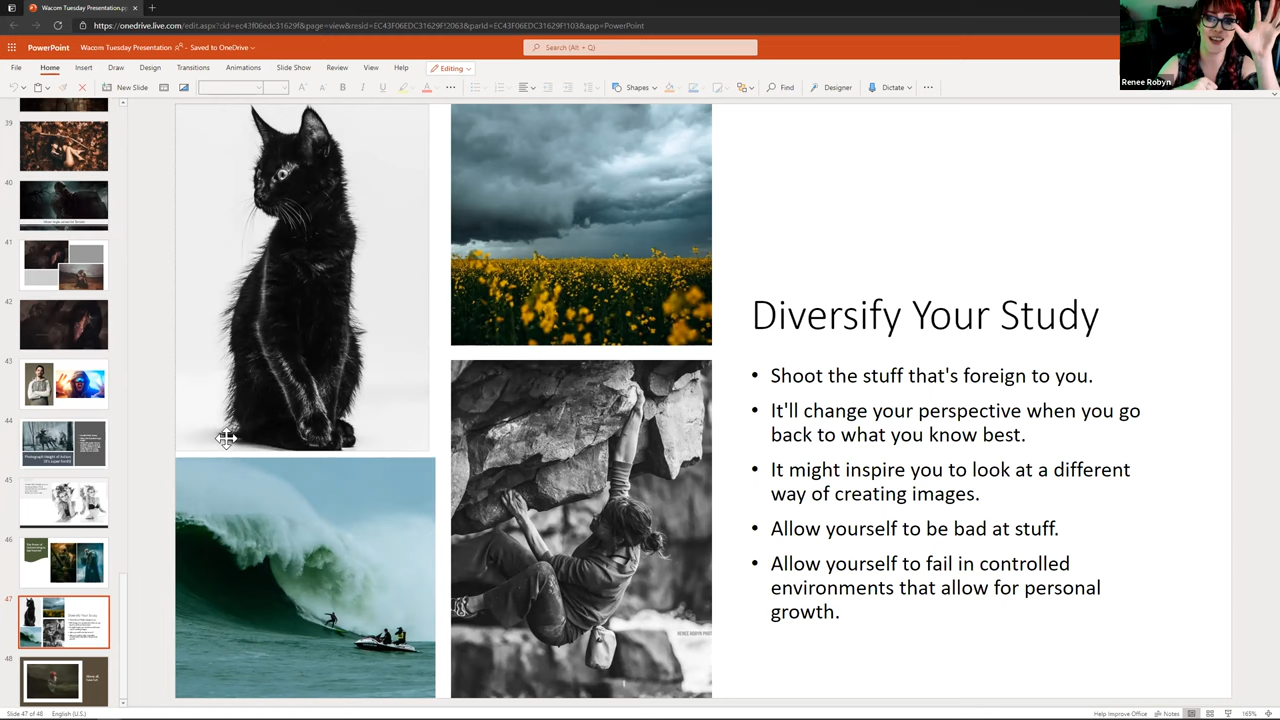 Wacom Tuesday Presentation.p
https://onedrive.live.com/edit.aspx?cid=ec43f06edc31629f&page=view&resid=EC43F06EDC31629F!2063&parId=EC43F06EDC31629F!103&app=PowerPoint
PowerPoint Wacom Tuesday Presentation - Saved to OneDrive Search (Alt + Q)
Renee Robyn
File Home Insert Draw Design Transitions Animations Slide Show Review View Help Editing
New Slide B I U A Shapes Find Designer Dictate
39
40
41
42
43
44
45
46
47
48
Diversify Your Study
• Shoot the stuff that's foreign to you.
• It'll change your perspective when you go
back to what you know best.
• It might inspire you to look at a different
way of creating images.
• Allow yourself to be bad at stuff.
• Allow yourself to fail in controlled
environments that allow for personal
growth.
RENEE ROBYN
Slide 47 of 48 English (U.S.) Help Improve Office Notes 165%